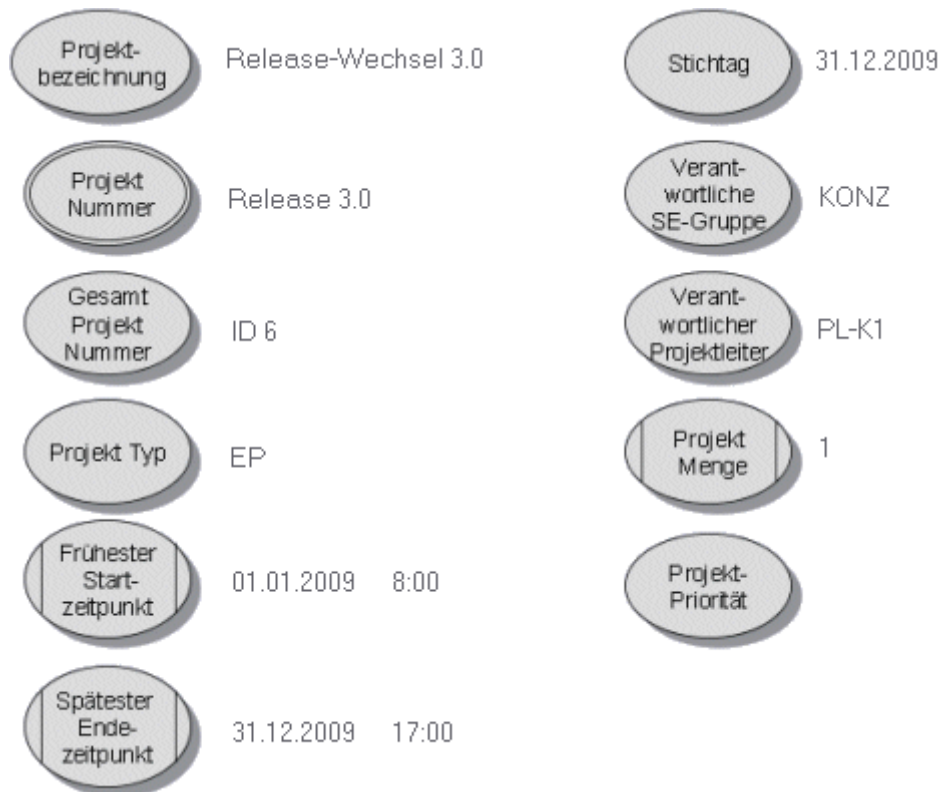 Projekt-
bezeichnung
Release-Wechsel 3.0
Projekt
Nummer
Release 3.0
Gesamt
Projekt
Nummer
ID 6
Projekt Typ
EP
Frühester
Start-
zeitpunkt
01.01.2009 8:00
Spätester
Ende-
zeitpunkt
31.12.2009 17:00
Stichtag
31.12.2009
Verant-
wortliche
SE-Gruppe
KONZ
Verant-
wortlicher
Projektleiter
PL-K1
Projekt
Menge
1
Projekt-
Priorität